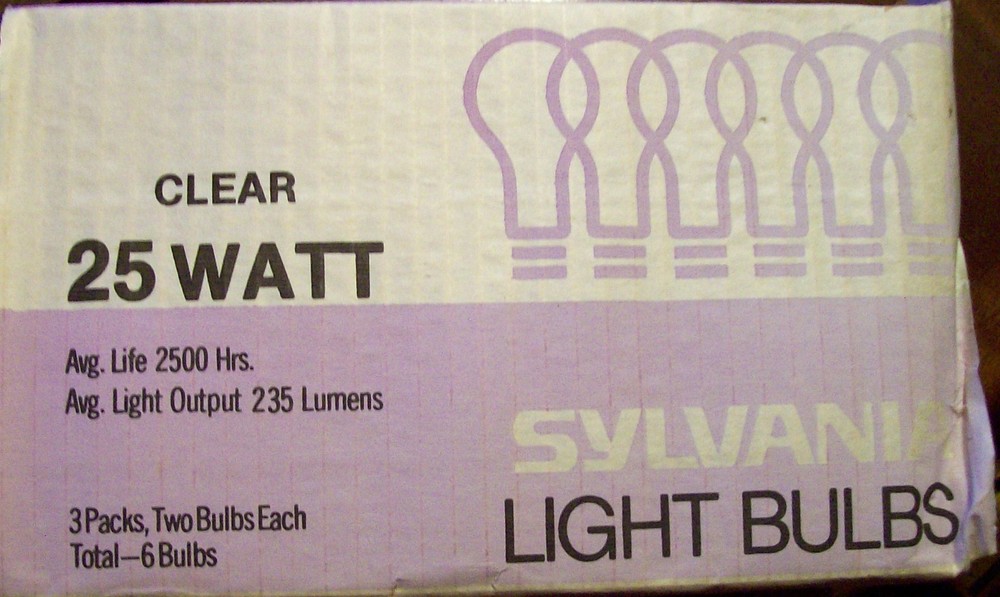 CLEAR
25 WATT
Avg. Life 2500 Hrs.
Avg. Light Output 235 Lumens
3 Packs, Two Bulbs Each
Total—6 Bulbs
SYLVANIA
LIGHT BULBS